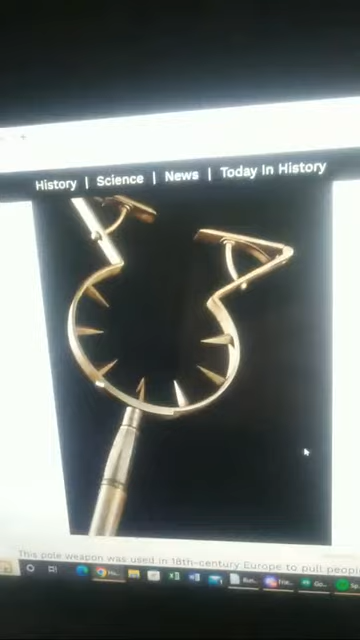 History | Science | News | Today In History
This pole weapon was used in 18th-century Europe to pull people